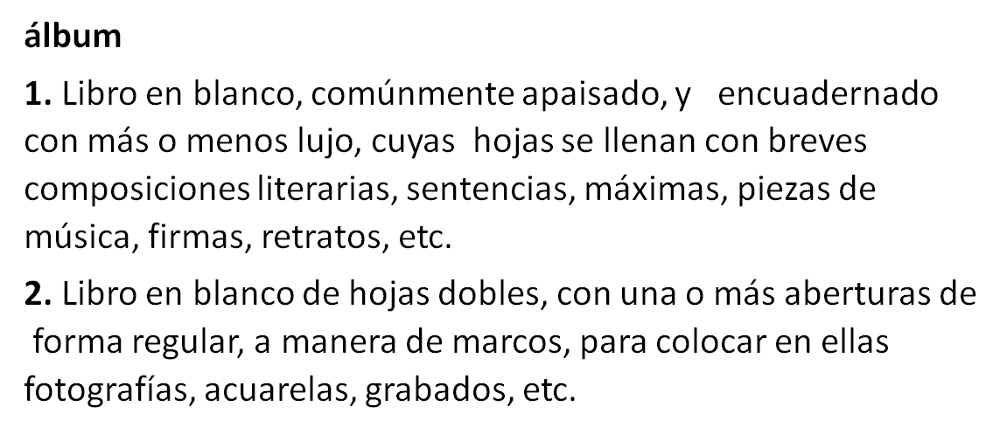 álbum
1. Libro en blanco, comúnmente apaisado, y   encuadernado
con más o menos lujo, cuyas  hojas se llenan con breves
composiciones literarias, sentencias, máximas, piezas de
música, firmas, retratos, etc.
2. Libro en blanco de hojas dobles, con una o más aberturas de
 forma regular, a manera de marcos, para colocar en ellas
fotografías, acuarelas, grabados, etc.